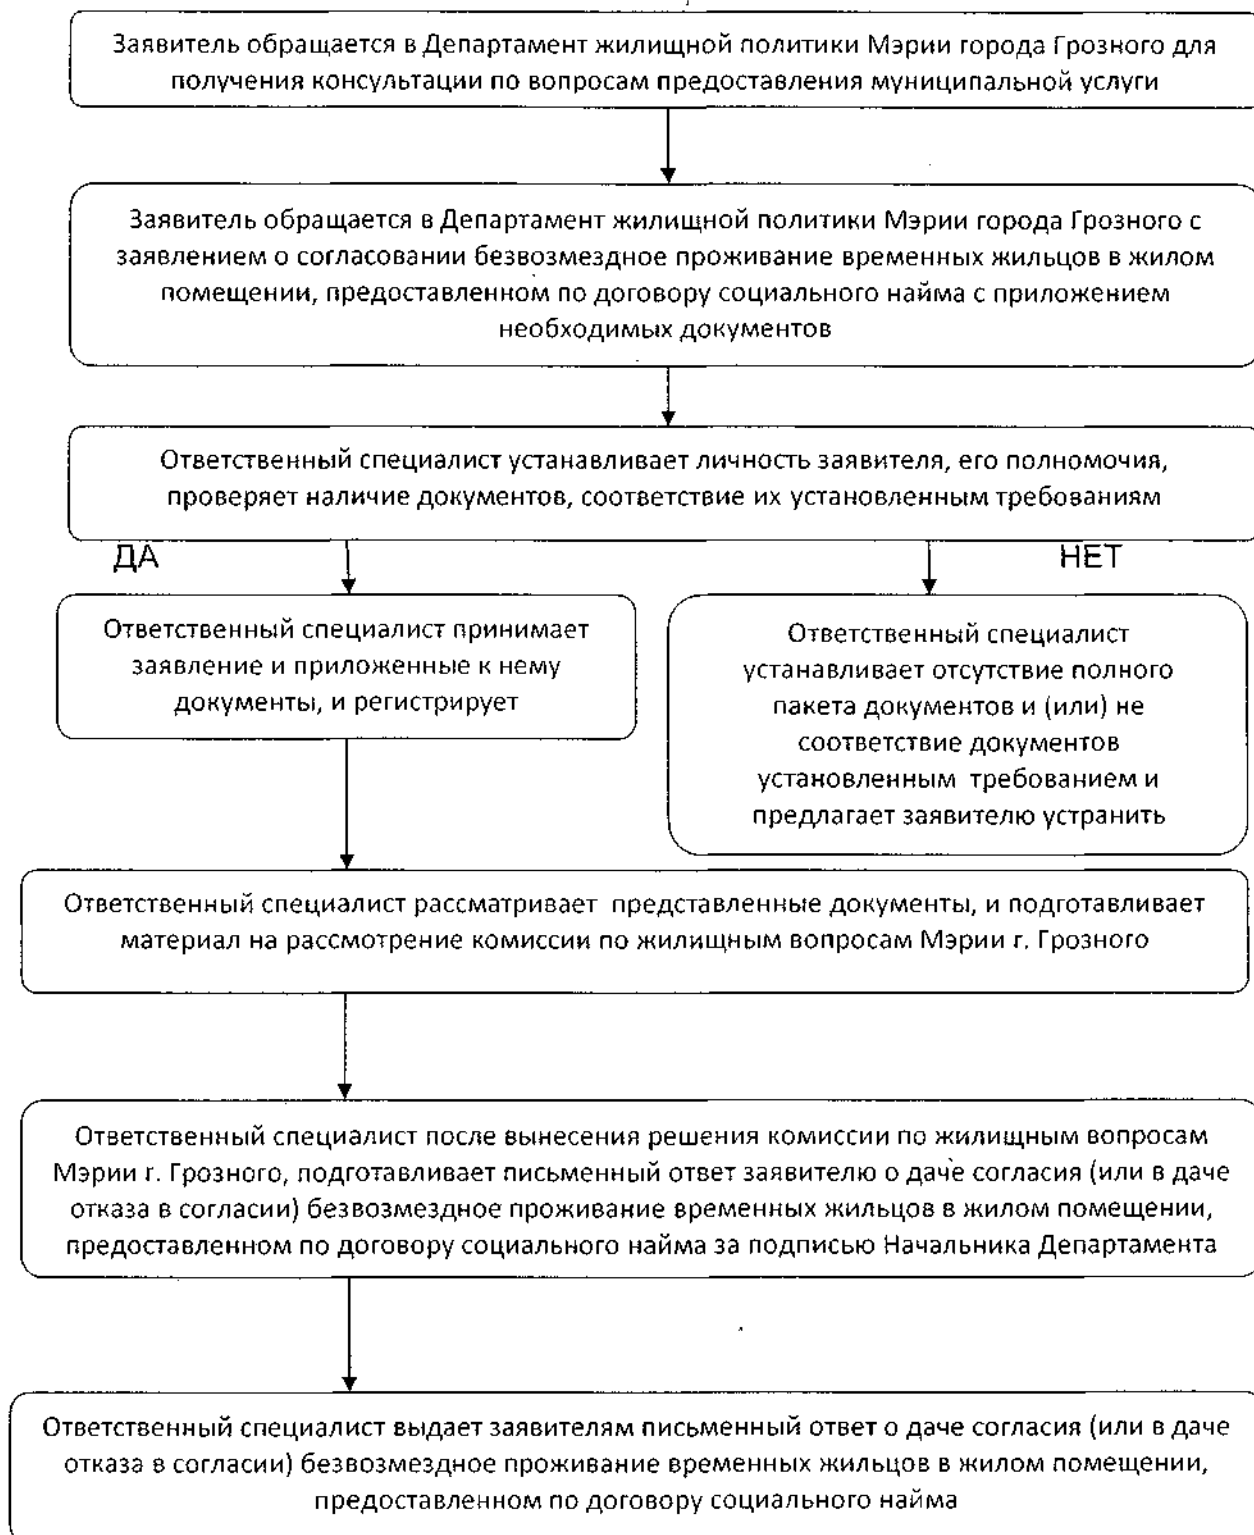 Заявитель обращается в Департамент жилищной политики Мэрии города Грозного для
получения консультации по вопросам предоставления муниципальной услуги
Заявитель обращается в Департамент жилищной политики Мэрии города Грозного с
заявлением о согласовании безвозмездное проживание временных жильцов в жилом
помещении, предоставленном по договору социального найма с приложением
необходимых документов
Ответственный специалист устанавливает личность заявителя, его полномочия,
проверяет наличие документов, соответствие их установленным требованиям
ДА
НЕТ
Ответственный специалист принимает
заявление и приложенные к нему
документы, и регистрирует
Ответственный специалист
устанавливает отсутствие полного
пакета документов и (или) не
соответствие документов
установленным требованием и
предлагает заявителю устранить
Ответственный специалист рассматривает представленные документы, и подготавливает
материал на рассмотрение комиссии по жилищным вопросам Мэрии г. Грозного
Ответственный специалист после вынесения решения комиссии по жилищным вопросам
Мэрии г. Грозного, подготавливает письменный ответ заявителю о даче согласия (или в даче
отказа в согласии) безвозмездное проживание временных жильцов в жилом помещении,
предоставленном по договору социального найма за подписью Начальника Департамента
Ответственный специалист выдает заявителям письменный ответ о даче согласия (или в даче
отказа в согласии) безвозмездное проживание временных жильцов в жилом помещении,
предоставленном по договору социального найма